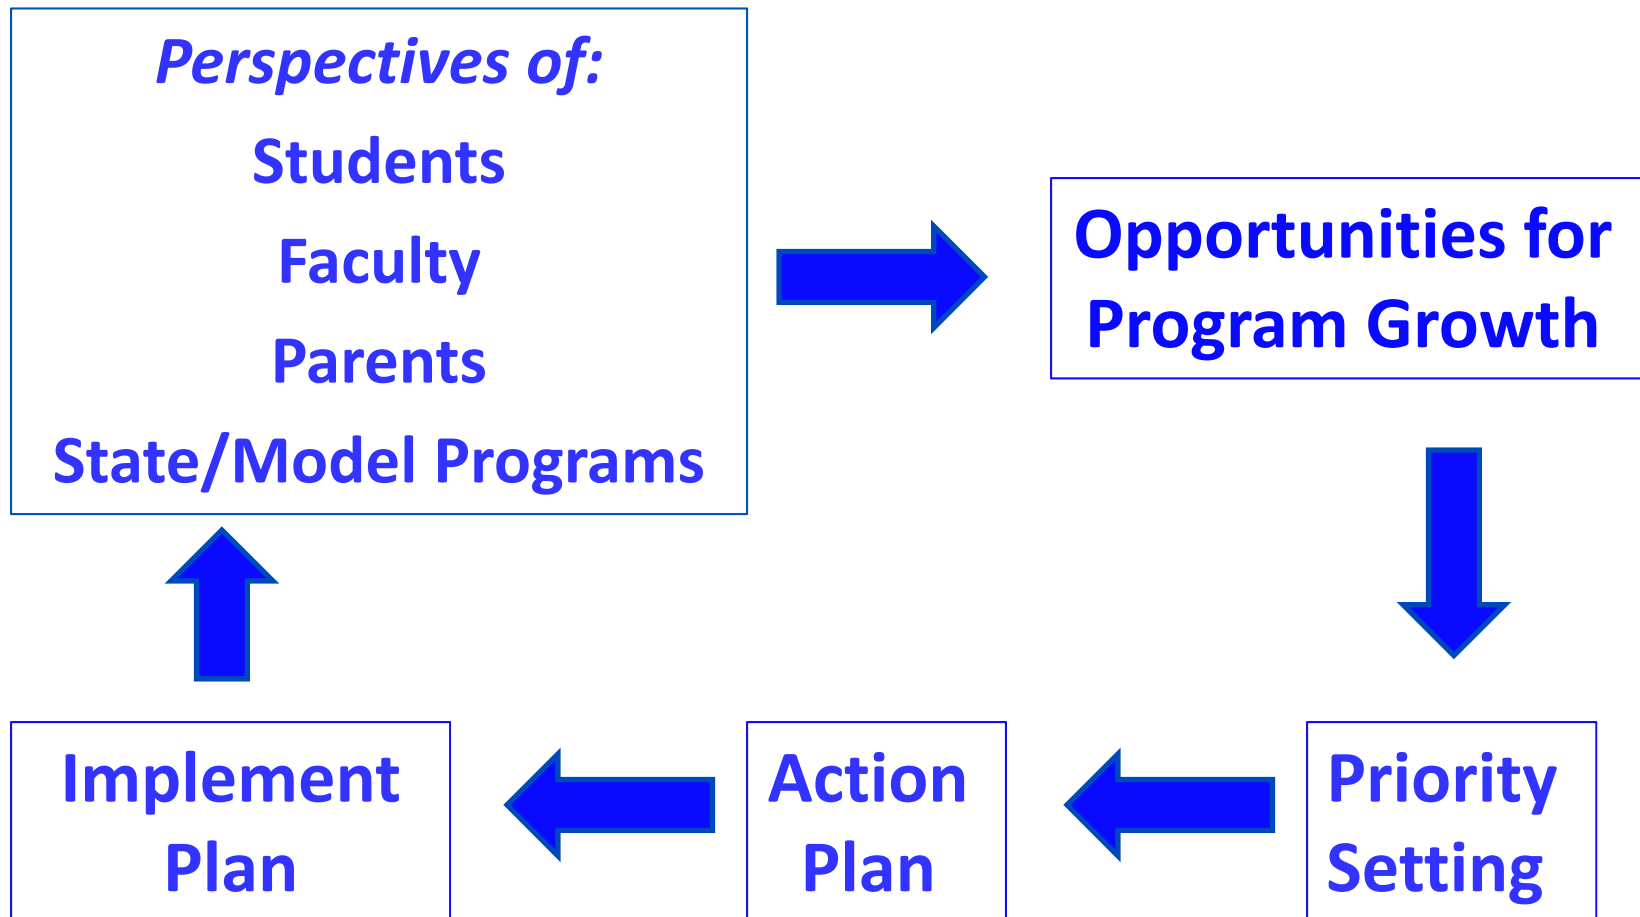 Perspectives of:
Students
Faculty
Parents
State/Model Programs
Opportunities for
Program Growth
Priority
Setting
Action
Plan
Implement
Plan